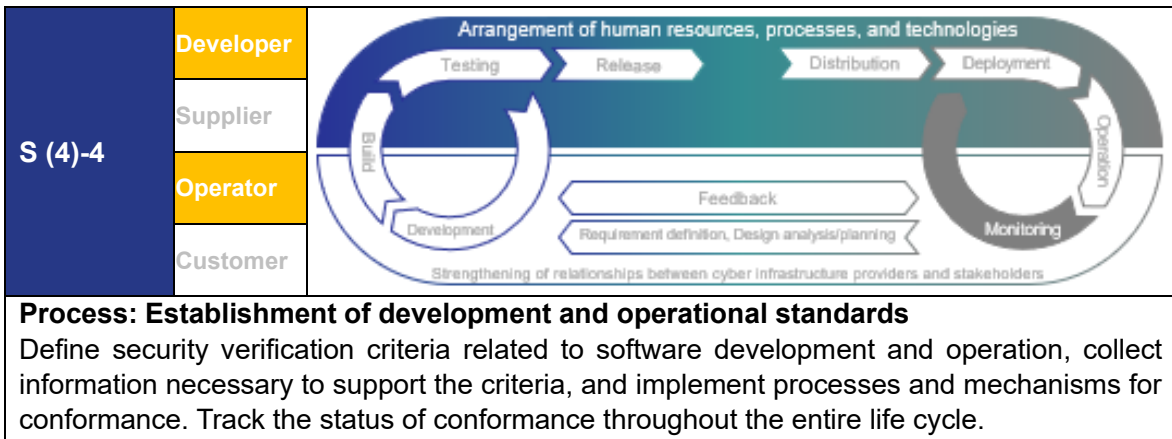 S (4)-4
Developer
Supplier
Operator
Customer
Arrangement of human resources, processes, and technologies
Testing
Release
Distribution
Deployment
Build
Operation
Development
Feedback
Requirement definition, Design analysis/planning
Monitoring
Strengthening of relationships between cyber infrastructure providers and stakeholders
Process: Establishment of development and operational standards
Define security verification criteria related to software development and operation, collect
information necessary to support the criteria, and implement processes and mechanisms for
conformance. Track the status of conformance throughout the entire life cycle.